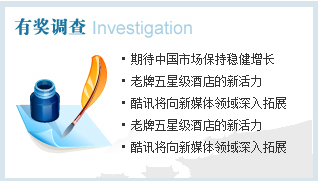 有奖调查 Investigation
▪ 期待中国市场保持稳健增长
▪ 老牌五星级酒店的新活力
▪ 酷讯将向新媒体领域深入拓展
▪ 老牌五星级酒店的新活力
▪ 酷讯将向新媒体领域深入拓展